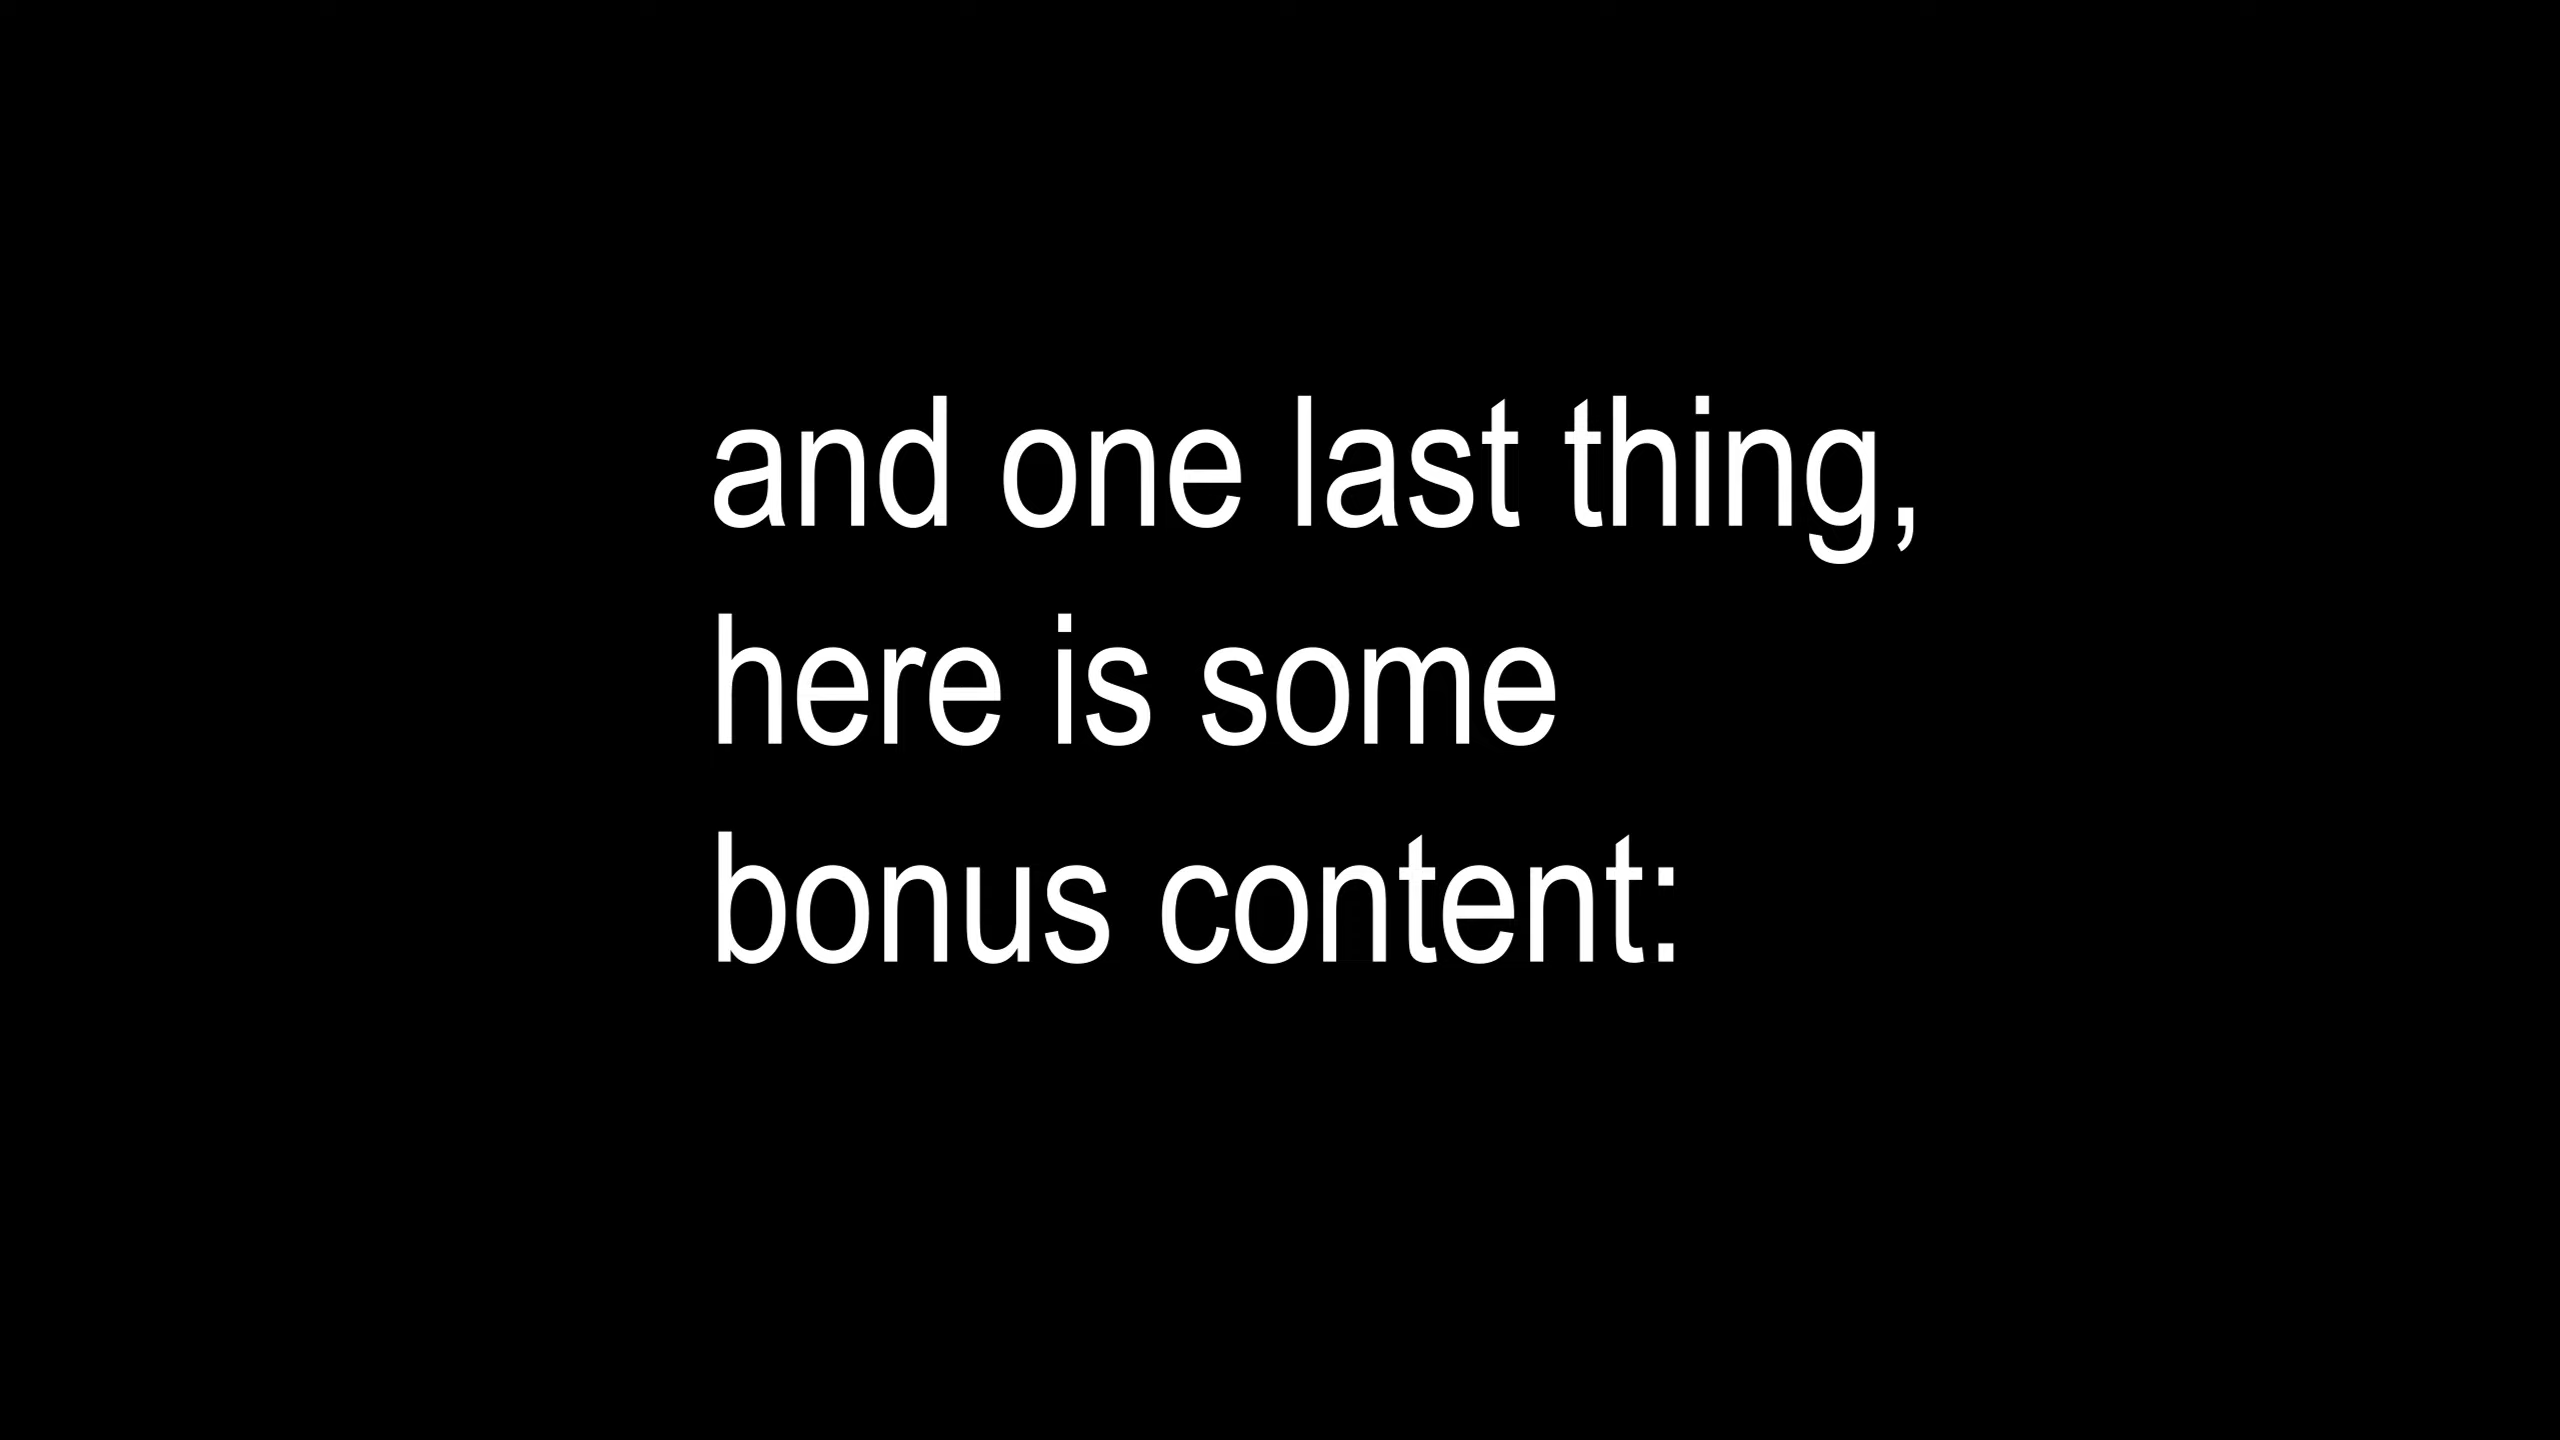 and one last thing,
here is some
bonus content: